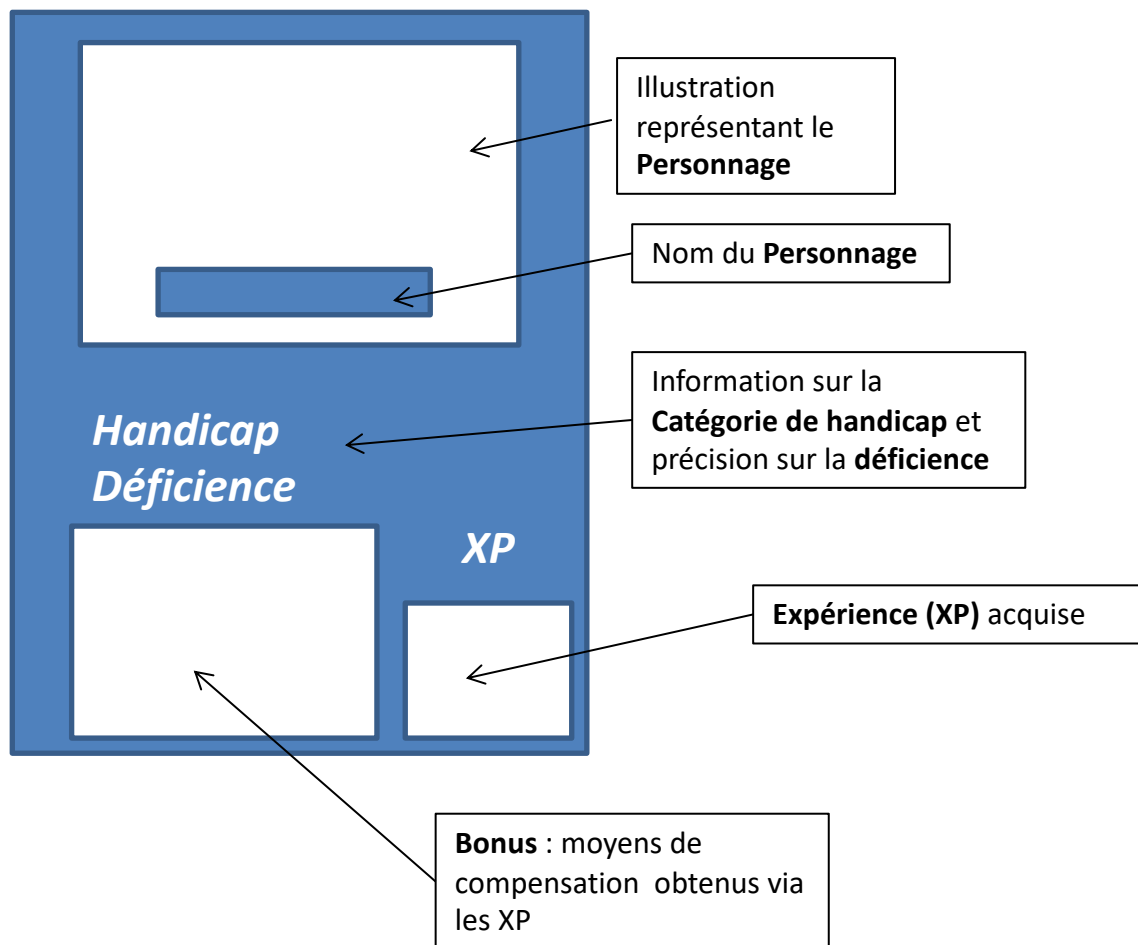 Illustration
représentant le
Personnage
Nom du Personnage
Information sur la
Catégorie de handicap et
précision sur la déficience
Handicap
Déficience
XP
Expérience (XP) acquise
Bonus : moyens de
compensation  obtenus via
les XP